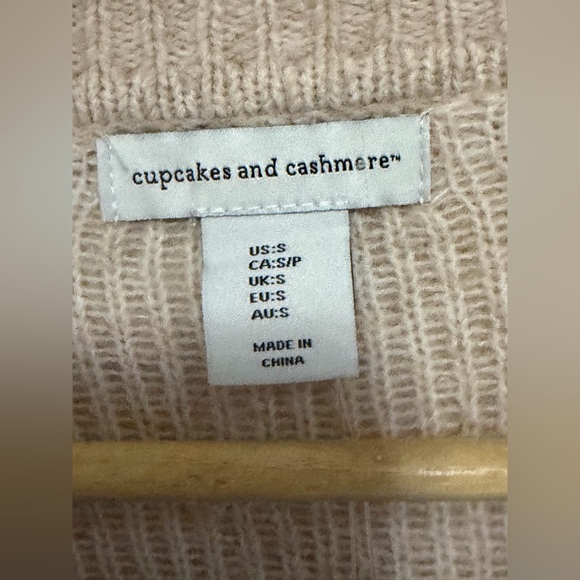 cupcakes and cashmere™
US:S
CA:S/P
UK:S
EU:S
AU:S
MADE IN
CHINA